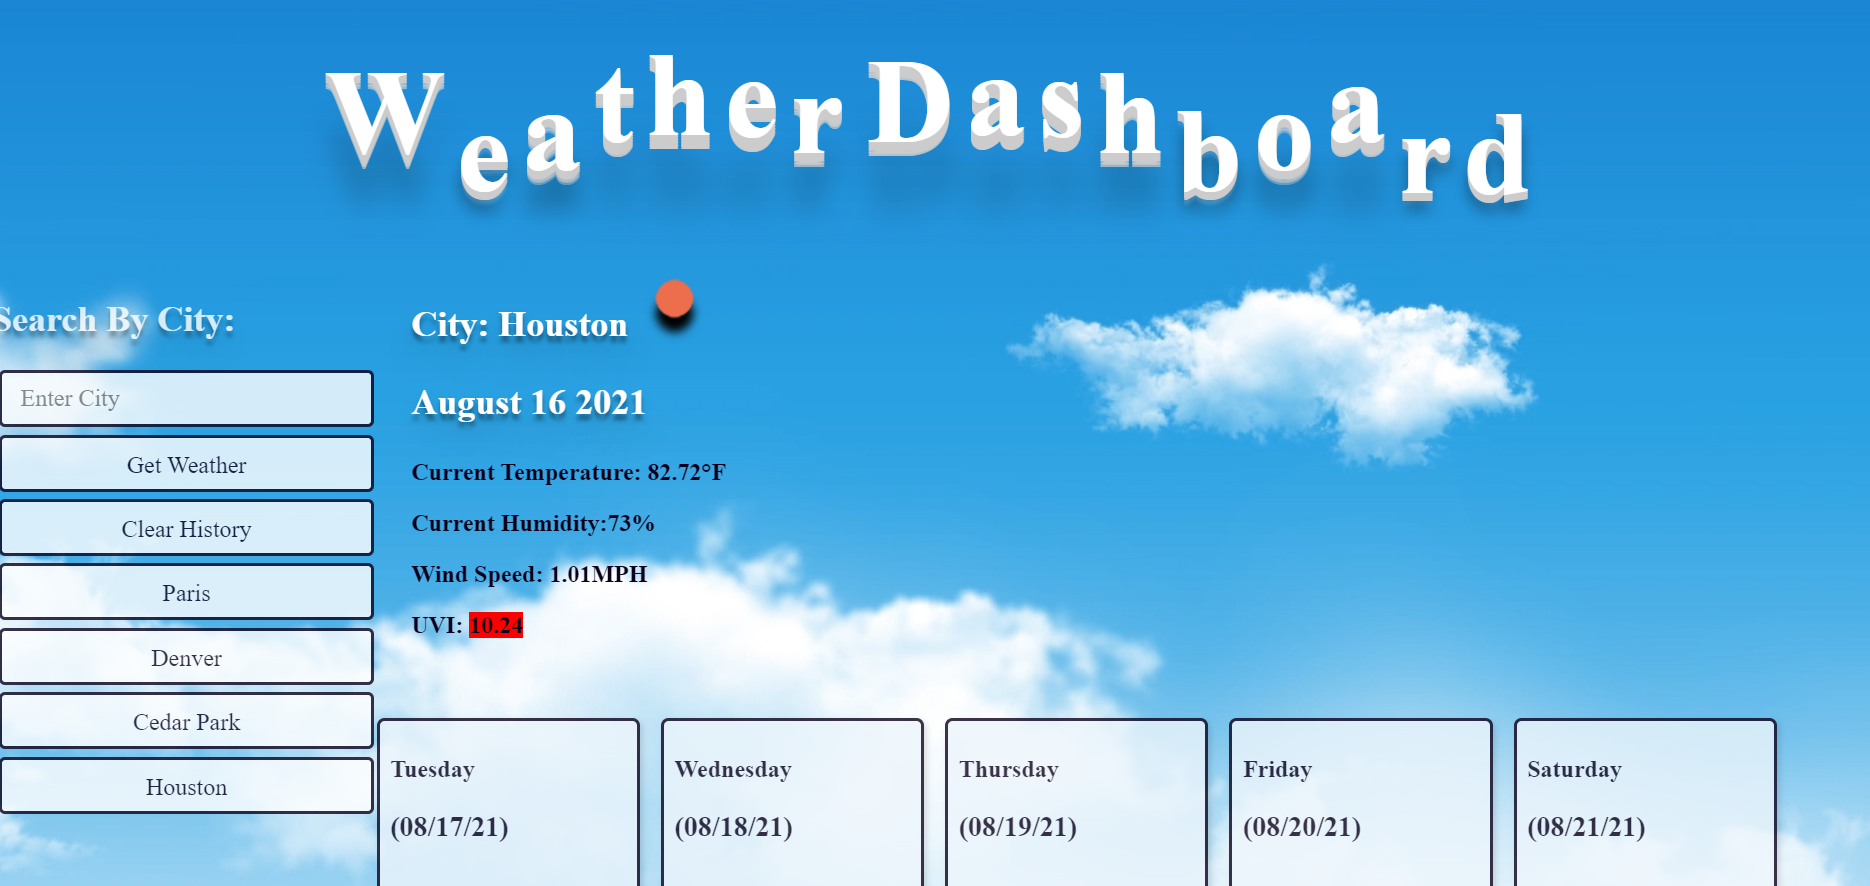 Weather Dashboard
Search By City:
Enter City
Get Weather
Clear History
Paris
Denver
Cedar Park
Houston
City: Houston
August 16 2021
Current Temperature: 82.72°F
Current Humidity:73%
Wind Speed: 1.01MPH
UVI: 10.24
Tuesday
(08/17/21)
Wednesday
(08/18/21)
Thursday
(08/19/21)
Friday
(08/20/21)
Saturday
(08/21/21)